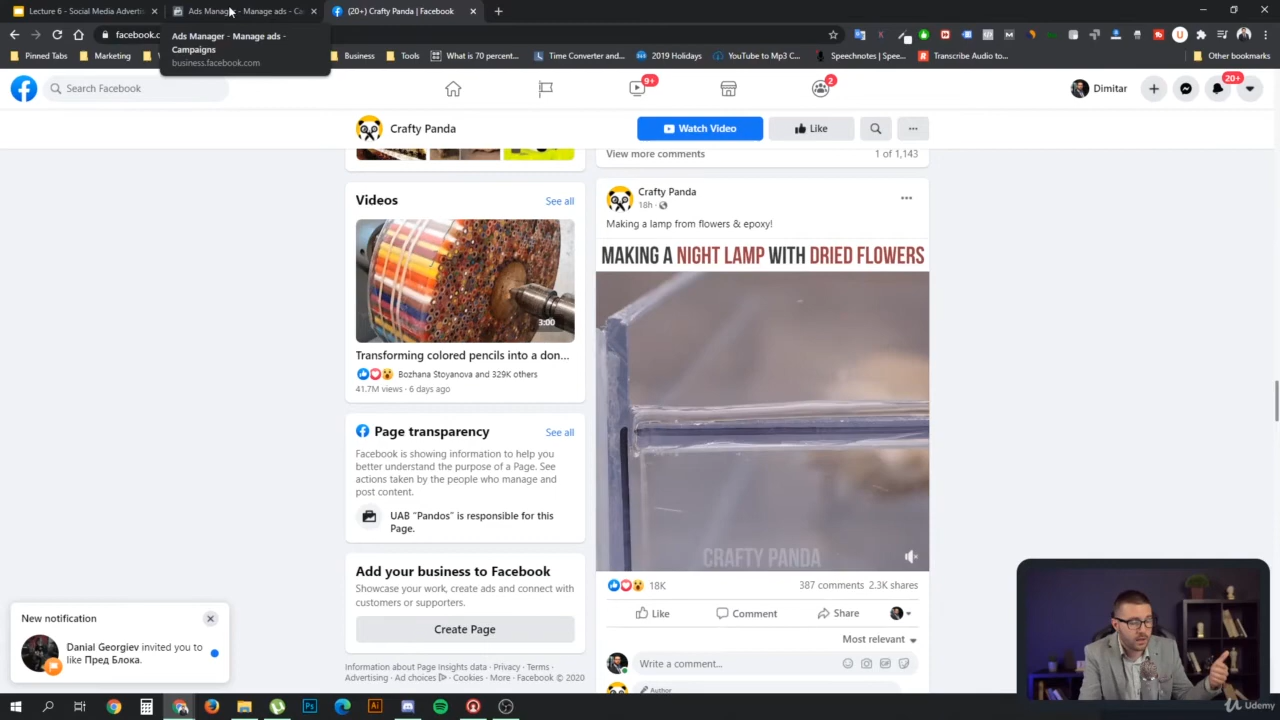 Lecture 6 - Social Media Adverti
Ads Manager - Manage ads - Ca
(20+) Crafty Panda | Facebook
facebook.c
Ads Manager - Manage ads -
Campaigns
business.facebook.com
Pinned Tabs
Marketing
Business
Tools
What is 70 percent...
Time Converter and...
2019 Holidays
YouTube to Mp3 C...
Speechnotes | Spee...
Transcribe Audio to...
Other bookmarks
Search Facebook
9+
2
Dimitar
20+
Crafty Panda
Watch Video
Like
View more comments
1 of 1,143
Videos
See all
3:00
Transforming colored pencils into a don...
Bozhana Stoyanova and 329K others
41.7M views · 6 days ago
Page transparency
See all
Facebook is showing information to help you
better understand the purpose of a Page. See
actions taken by the people who manage and
post content.
UAB "Pandos" is responsible for this
Page.
Add your business to Facebook
Showcase your work, create ads and connect with
customers or supporters.
Create Page
Information about Page Insights data · Privacy · Terms ·
Advertising · Ad choices · Cookies · More · Facebook © 2020
Crafty Panda
18h ·
Making a lamp from flowers & epoxy!
MAKING A NIGHT LAMP WITH DRIED FLOWERS
CRAFTY PANDA
18K
387 comments 2.3K shares
Like
Comment
Share
Most relevant
Write a comment...
GIF
Author
New notification
Danial Georgiev invited you to
like Пред Блока.
Udemy